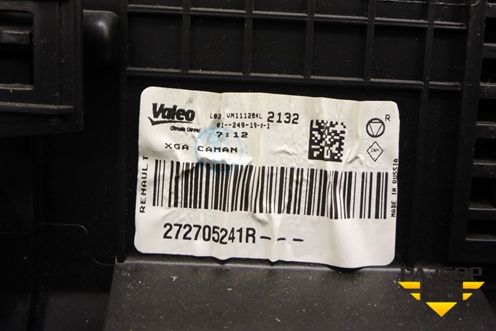 Valeo
Climate Control
L02 VM111284L 2132
01--249-19-A-1
7:12
XGA CAMAN
R
RENAULT
MADE IN RUSSIA
272705241R---